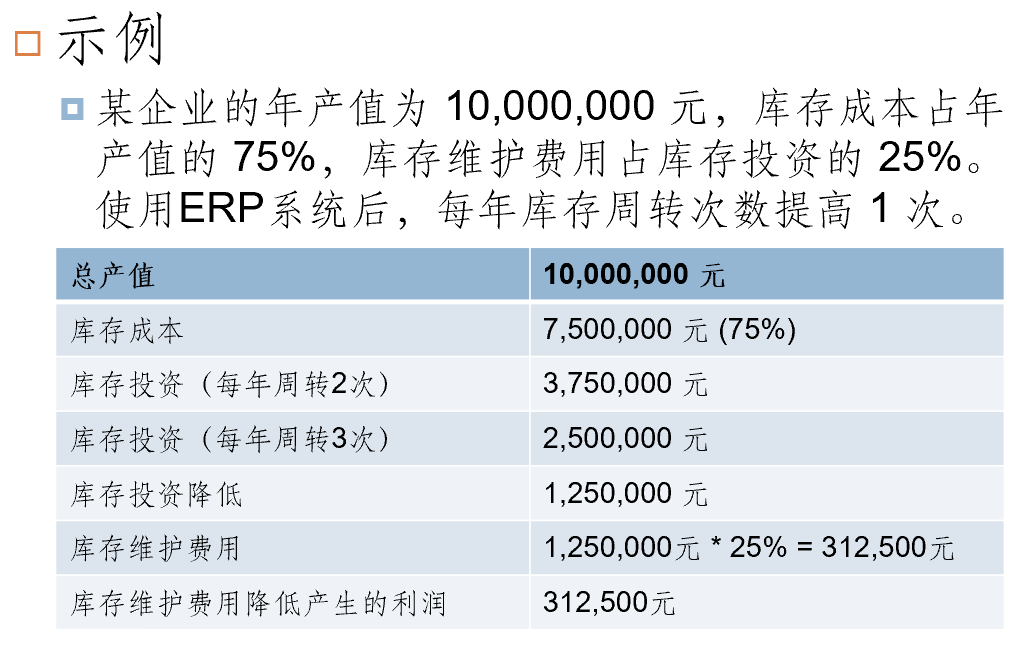 示例
某企业的年产值为 10,000,000 元，库存成本占年
产值的 75%，库存维护费用占库存投资的 25%。
使用ERP系统后，每年库存周转次数提高 1 次。
总产值 10,000,000 元
库存成本 7,500,000 元 (75%)
库存投资（每年周转2次） 3,750,000 元
库存投资（每年周转3次） 2,500,000 元
库存投资降低 1,250,000 元
库存维护费用 1,250,000元 * 25% = 312,500元
库存维护费用降低产生的利润 312,500元